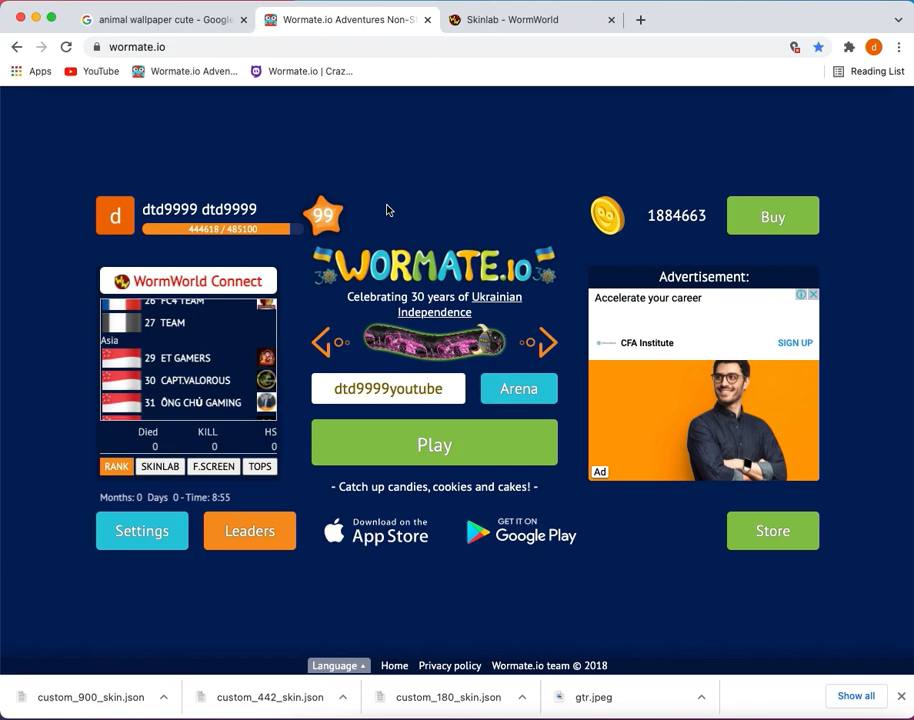 animal wallpaper cute - Google
Wormate.io Adventures Non-S
Skinlab - WormWorld
wormate.io
d
Apps
YouTube
Wormate.io Adven...
Wormate.io | Craz...
Reading List
d
dtd9999 dtd9999
444618 / 485100
99
1884663
Buy
WormWorld Connect
26 FC4 TEAM
27 TEAM
Asia
29 ET GAMERS
30 CAPT.VALOROUS
31 ÔNG CHÚ GAMING
Died KILL HS
0 0 0
RANK SKINLAB F.SCREEN TOPS
Months: 0 Days 0 - Time: 8:55
Settings
Leaders
WORMATE.io
Celebrating 30 years of Ukrainian
Independence
dtd9999youtube
Arena
Play
- Catch up candies, cookies and cakes! -
Download on the
App Store
GET IT ON
Google Play
Advertisement:
Accelerate your career
CFA Institute
SIGN UP
Ad
Store
Language
Home
Privacy policy
Wormate.io team © 2018
custom_900_skin.json
custom_442_skin.json
custom_180_skin.json
gtr.jpeg
Show all